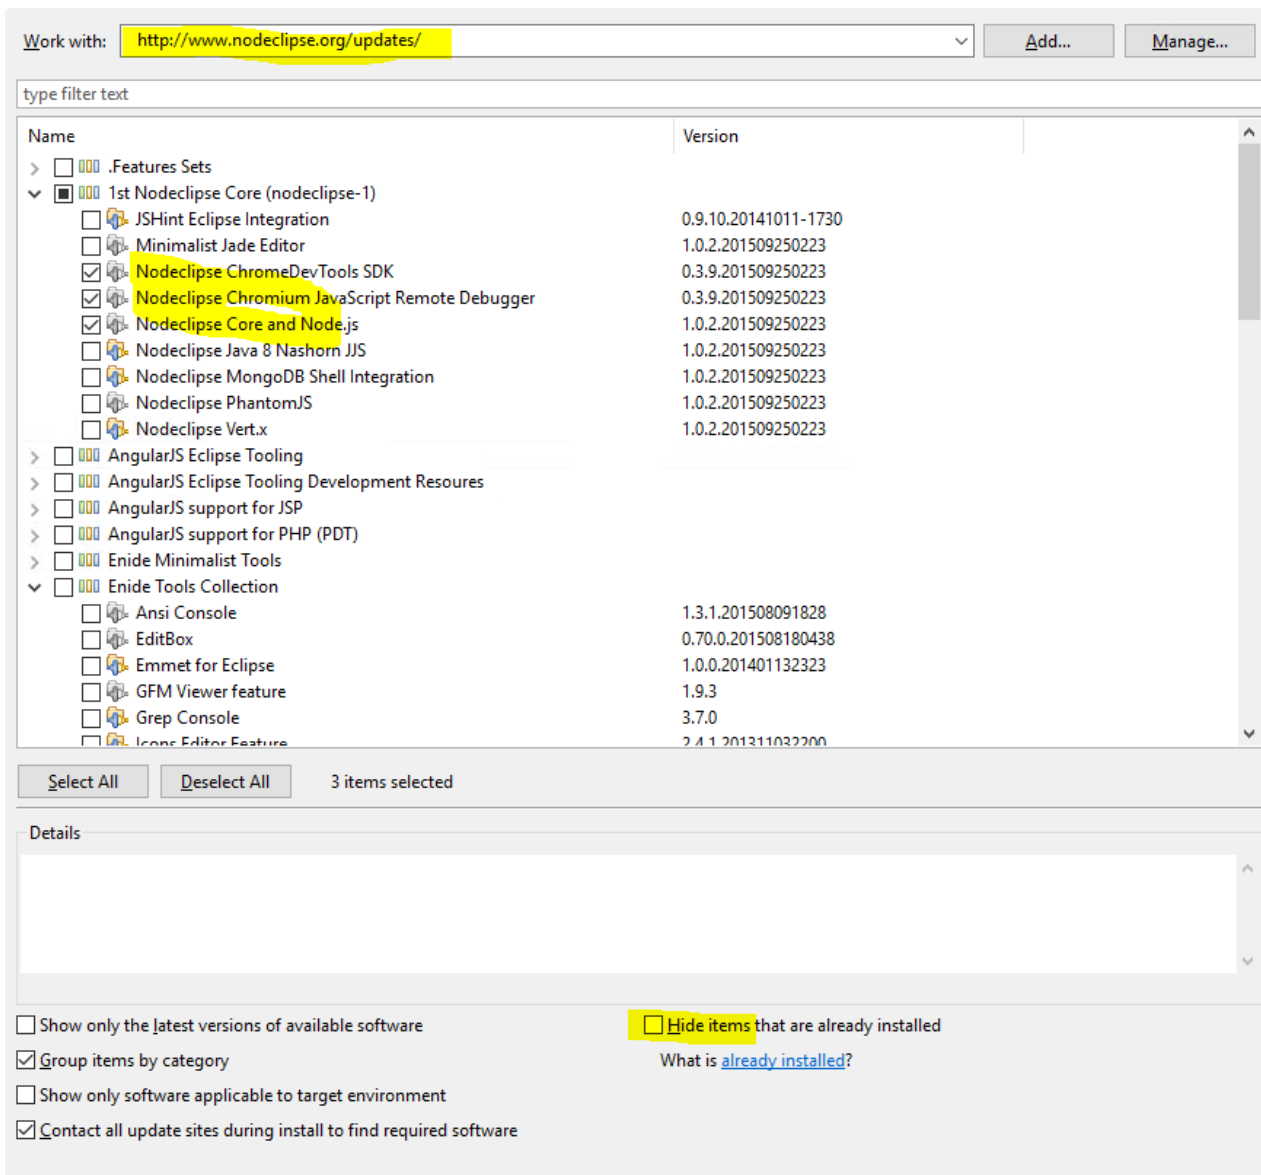 Work with: http://www.nodeclipse.org/updates/ Add... Manage...
type filter text
Name Version
.Features Sets
1st Nodeclipse Core (nodeclipse-1)
JSHint Eclipse Integration 0.9.10.20141011-1730
Minimalist Jade Editor 1.0.2.201509250223
Nodeclipse ChromeDevTools SDK 0.3.9.201509250223
Nodeclipse Chromium JavaScript Remote Debugger 0.3.9.201509250223
Nodeclipse Core and Node.js 1.0.2.201509250223
Nodeclipse Java 8 Nashorn JJS 1.0.2.201509250223
Nodeclipse MongoDB Shell Integration 1.0.2.201509250223
Nodeclipse PhantomJS 1.0.2.201509250223
Nodeclipse Vert.x 1.0.2.201509250223
AngularJS Eclipse Tooling
AngularJS Eclipse Tooling Development Resoures
AngularJS support for JSP
AngularJS support for PHP (PDT)
Enide Minimalist Tools
Enide Tools Collection
Ansi Console 1.3.1.201508091828
EditBox 0.70.0.201508180438
Emmet for Eclipse 1.0.0.201401132323
GFM Viewer feature 1.9.3
Grep Console 3.7.0
Icons Editor Feature 2.4.1.201311032200
Select All Deselect All 3 items selected
Details
Show only the latest versions of available software Hide items that are already installed
Group items by category What is already installed?
Show only software applicable to target environment
Contact all update sites during install to find required software